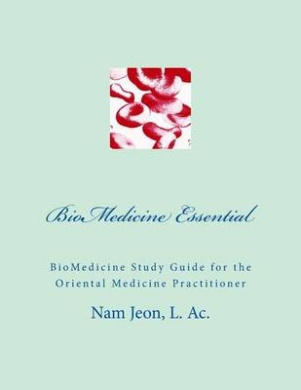 BioMedicine Essential
BioMedicine Study Guide for the
Oriental Medicine Practitioner
Nam Jeon, L. Ac.